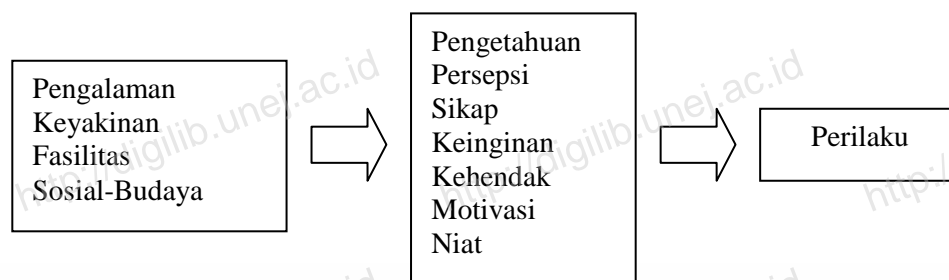 Pengalaman
Keyakinan
Fasilitas
Sosial-Budaya
Pengetahuan
Persepsi
Sikap
Keinginan
Kehendak
Motivasi
Niat
Perilaku
http://digilib.unej.ac.id
http://digilib.unej.ac.id
http:/